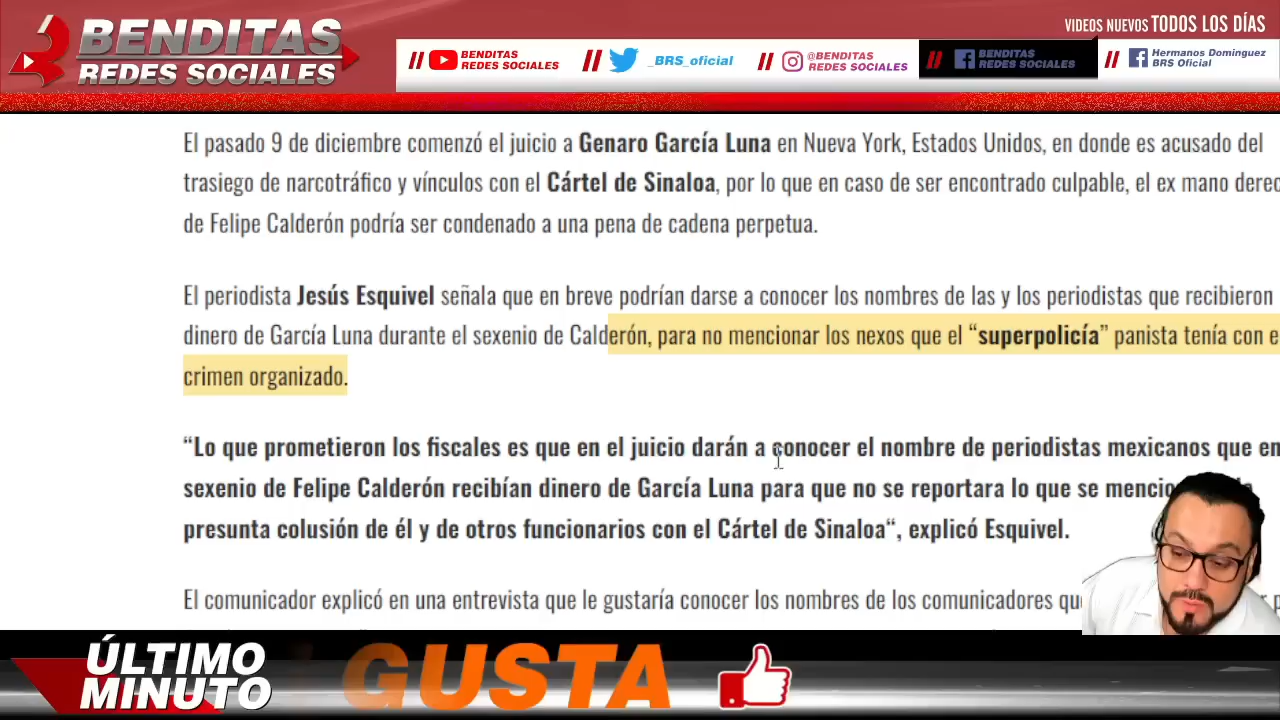 BENDITAS
REDES SOCIALES
VIDEOS NUEVOS TODOS LOS DÍAS
BENDITAS
REDES SOCIALES
_BRS_oficial
@BENDITAS
REDES SOCIALES
BENDITAS
REDES SOCIALES
Hermanos Dominguez
BRS Oficial
El pasado 9 de diciembre comenzó el juicio a Genaro García Luna en Nueva York, Estados Unidos, en donde es acusado del
trasiego de narcotráfico y vínculos con el Cártel de Sinaloa, por lo que en caso de ser encontrado culpable, el ex mano
de Felipe Calderón podría ser condenado a una pena de cadena perpetua.
El periodista Jesús Esquivel señala que en breve podrían darse a conocer los nombres de las y los periodistas que recibieron
dinero de García Luna durante el sexenio de Calderón, para no mencionar los nexos que el “superpolicía” panista tenía con
crimen organizado.
“Lo que prometieron los fiscales es que en el juicio darán a conocer el nombre de periodistas mexicanos que en
sexenio de Felipe Calderón recibían dinero de García Luna para que no se reportara lo que se
presunta colusión de él y de otros funcionarios con el Cártel de Sinaloa“, explicó Esquivel.
El comunicador explicó en una entrevista que le gustaría conocer los nombres de los comunicadores
ÚLTIMO
MINUTO
GUSTA